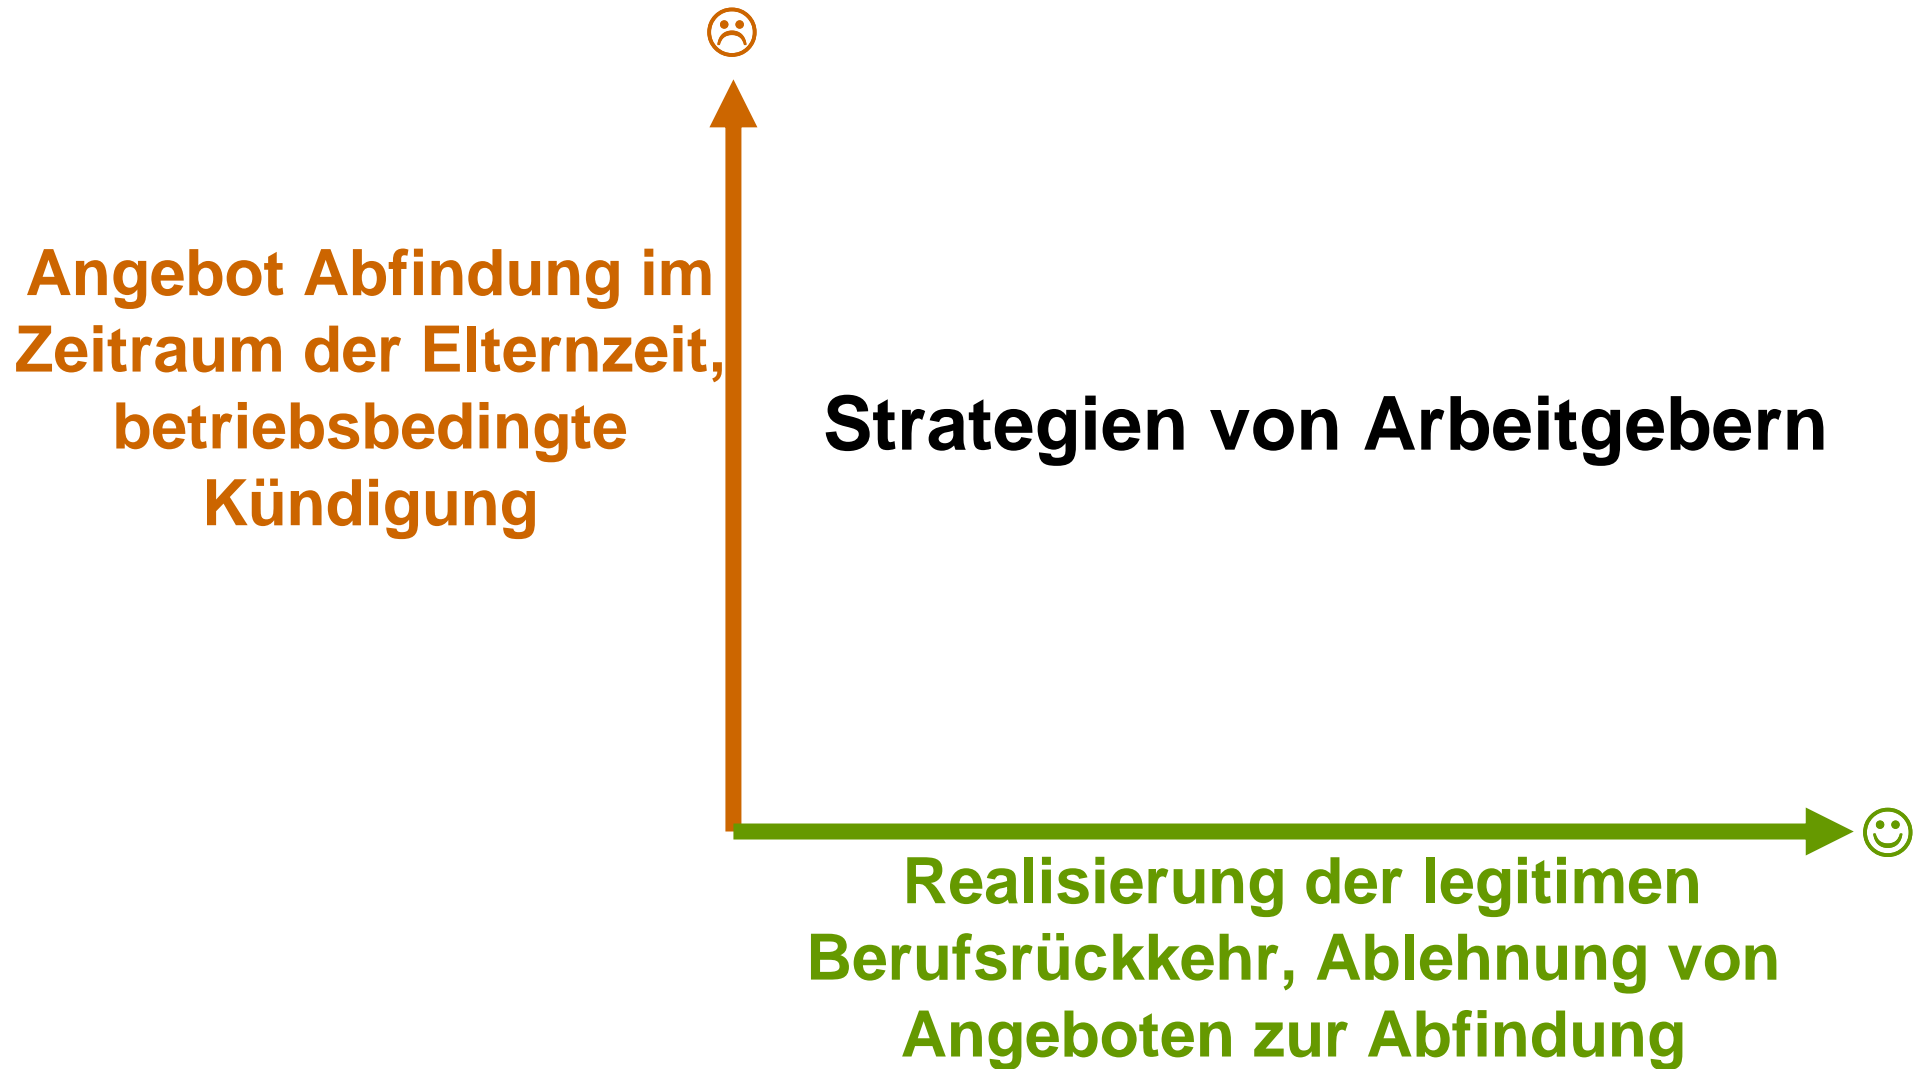 Angebot Abfindung im
Zeitraum der Elternzeit,
betriebsbedingte
Kündigung
Strategien von Arbeitgebern
Realisierung der legitimen
Berufsrückkehr, Ablehnung von
Angeboten zur Abfindung